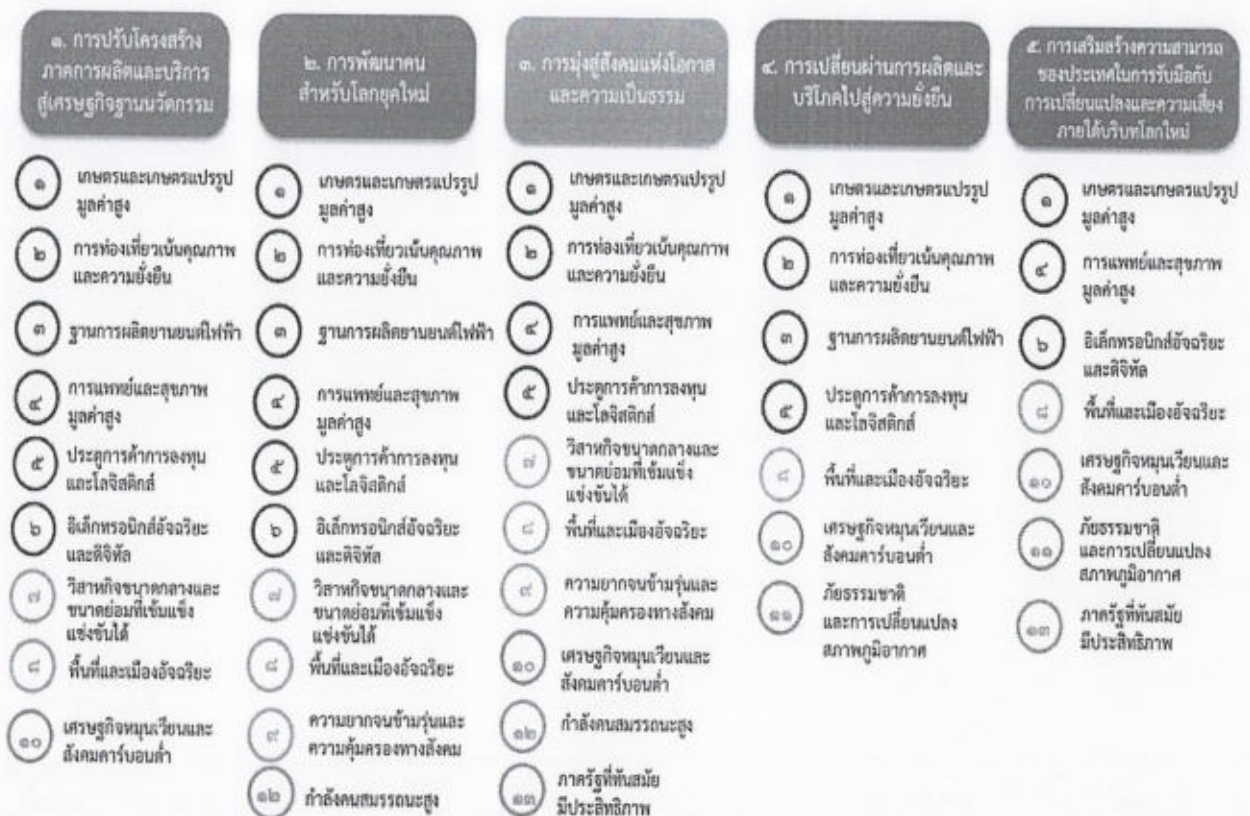 ๑. การปรับโครงสร้าง
ภาคการผลิตและบริการ
สู่เศรษฐกิจฐานนวัตกรรม
๑
เกษตรและเกษตรแปรรูป
มูลค่าสูง
๒
การท่องเที่ยวเน้นคุณภาพ
และความยั่งยืน
๓
ฐานการผลิตยานยนต์ไฟฟ้า
๔
การแพทย์และสุขภาพ
มูลค่าสูง
๕
ประตูการค้าการลงทุน
และโลจิสติกส์
๖
อิเล็กทรอนิกส์อัจฉริยะ
และดิจิทัล
๗
วิสาหกิจขนาดกลางและ
ขนาดย่อมที่เข้มแข็ง
แข่งขันได้
๘
พื้นที่และเมืองอัจฉริยะ
๑๐
เศรษฐกิจหมุนเวียนและ
สังคมคาร์บอนต่ำ
๒. การพัฒนาคน
สำหรับโลกยุคใหม่
๑
เกษตรและเกษตรแปรรูป
มูลค่าสูง
๒
การท่องเที่ยวเน้นคุณภาพ
และความยั่งยืน
๓
ฐานการผลิตยานยนต์ไฟฟ้า
๔
การแพทย์และสุขภาพ
มูลค่าสูง
๕
ประตูการค้าการลงทุน
และโลจิสติกส์
๖
อิเล็กทรอนิกส์อัจฉริยะ
และดิจิทัล
๗
วิสาหกิจขนาดกลางและ
ขนาดย่อมที่เข้มแข็ง
แข่งขันได้
๘
พื้นที่และเมืองอัจฉริยะ
๙
ความยากจนข้ามรุ่นและ
ความคุ้มครองทางสังคม
๑๒
กำลังคนสมรรถนะสูง
๓. การมุ่งสู่สังคมแห่งโอกาส
และความเป็นธรรม
๑
เกษตรและเกษตรแปรรูป
มูลค่าสูง
๒
การท่องเที่ยวเน้นคุณภาพ
และความยั่งยืน
๔
การแพทย์และสุขภาพ
มูลค่าสูง
๕
ประตูการค้าการลงทุน
และโลจิสติกส์
๗
วิสาหกิจขนาดกลางและ
ขนาดย่อมที่เข้มแข็ง
แข่งขันได้
๘
พื้นที่และเมืองอัจฉริยะ
๙
ความยากจนข้ามรุ่นและ
ความคุ้มครองทางสังคม
๑๐
เศรษฐกิจหมุนเวียนและ
สังคมคาร์บอนต่ำ
๑๒
กำลังคนสมรรถนะสูง
๑๓
ภาครัฐที่ทันสมัย
มีประสิทธิภาพ
๔. การเปลี่ยนผ่านการผลิตและ
บริโภคไปสู่ความยั่งยืน
๑
เกษตรและเกษตรแปรรูป
มูลค่าสูง
๒
การท่องเที่ยวเน้นคุณภาพ
และความยั่งยืน
๓
ฐานการผลิตยานยนต์ไฟฟ้า
๕
ประตูการค้าการลงทุน
และโลจิสติกส์
๘
พื้นที่และเมืองอัจฉริยะ
๑๐
เศรษฐกิจหมุนเวียนและ
สังคมคาร์บอนต่ำ
๑๑
ภัยธรรมชาติ
และการเปลี่ยนแปลง
สภาพภูมิอากาศ
๕. การเสริมสร้างความสามารถ
ของประเทศในการรับมือกับ
การเปลี่ยนแปลงและความเสี่ยง
ภายใต้บริบทโลกใหม่
๑
เกษตรและเกษตรแปรรูป
มูลค่าสูง
๔
การแพทย์และสุขภาพ
มูลค่าสูง
๖
อิเล็กทรอนิกส์อัจฉริยะ
และดิจิทัล
๘
พื้นที่และเมืองอัจฉริยะ
๑๐
เศรษฐกิจหมุนเวียนและ
สังคมคาร์บอนต่ำ
๑๑
ภัยธรรมชาติ
และการเปลี่ยนแปลง
สภาพภูมิอากาศ
๑๓
ภาครัฐที่ทันสมัย
มีประสิทธิภาพ